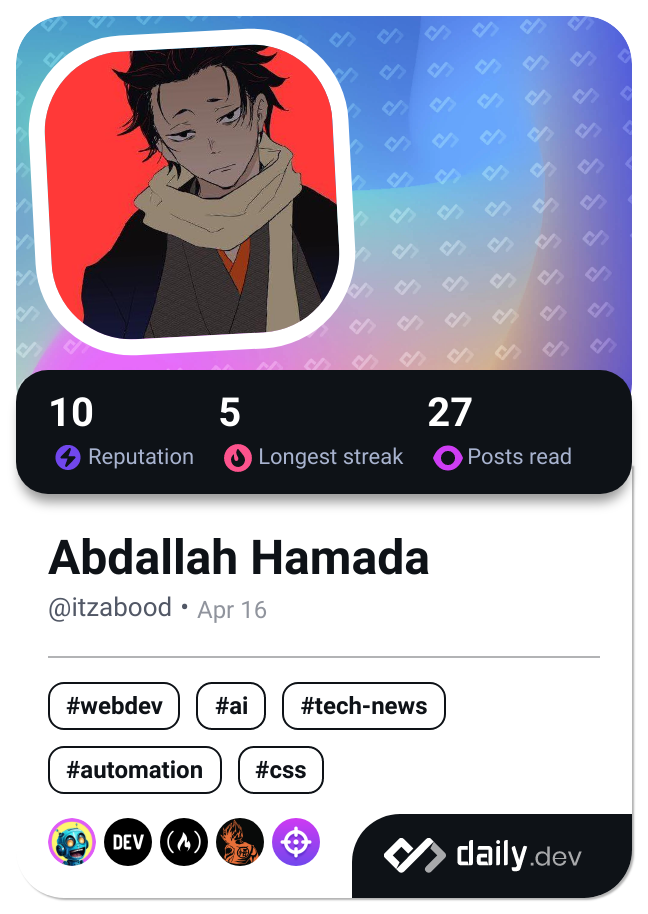 10 5 27
Reputation Longest streak Posts read
Abdallah Hamada
@itzabood • Apr 16
#webdev #ai #tech-news
#automation #css
DEV
daily.dev